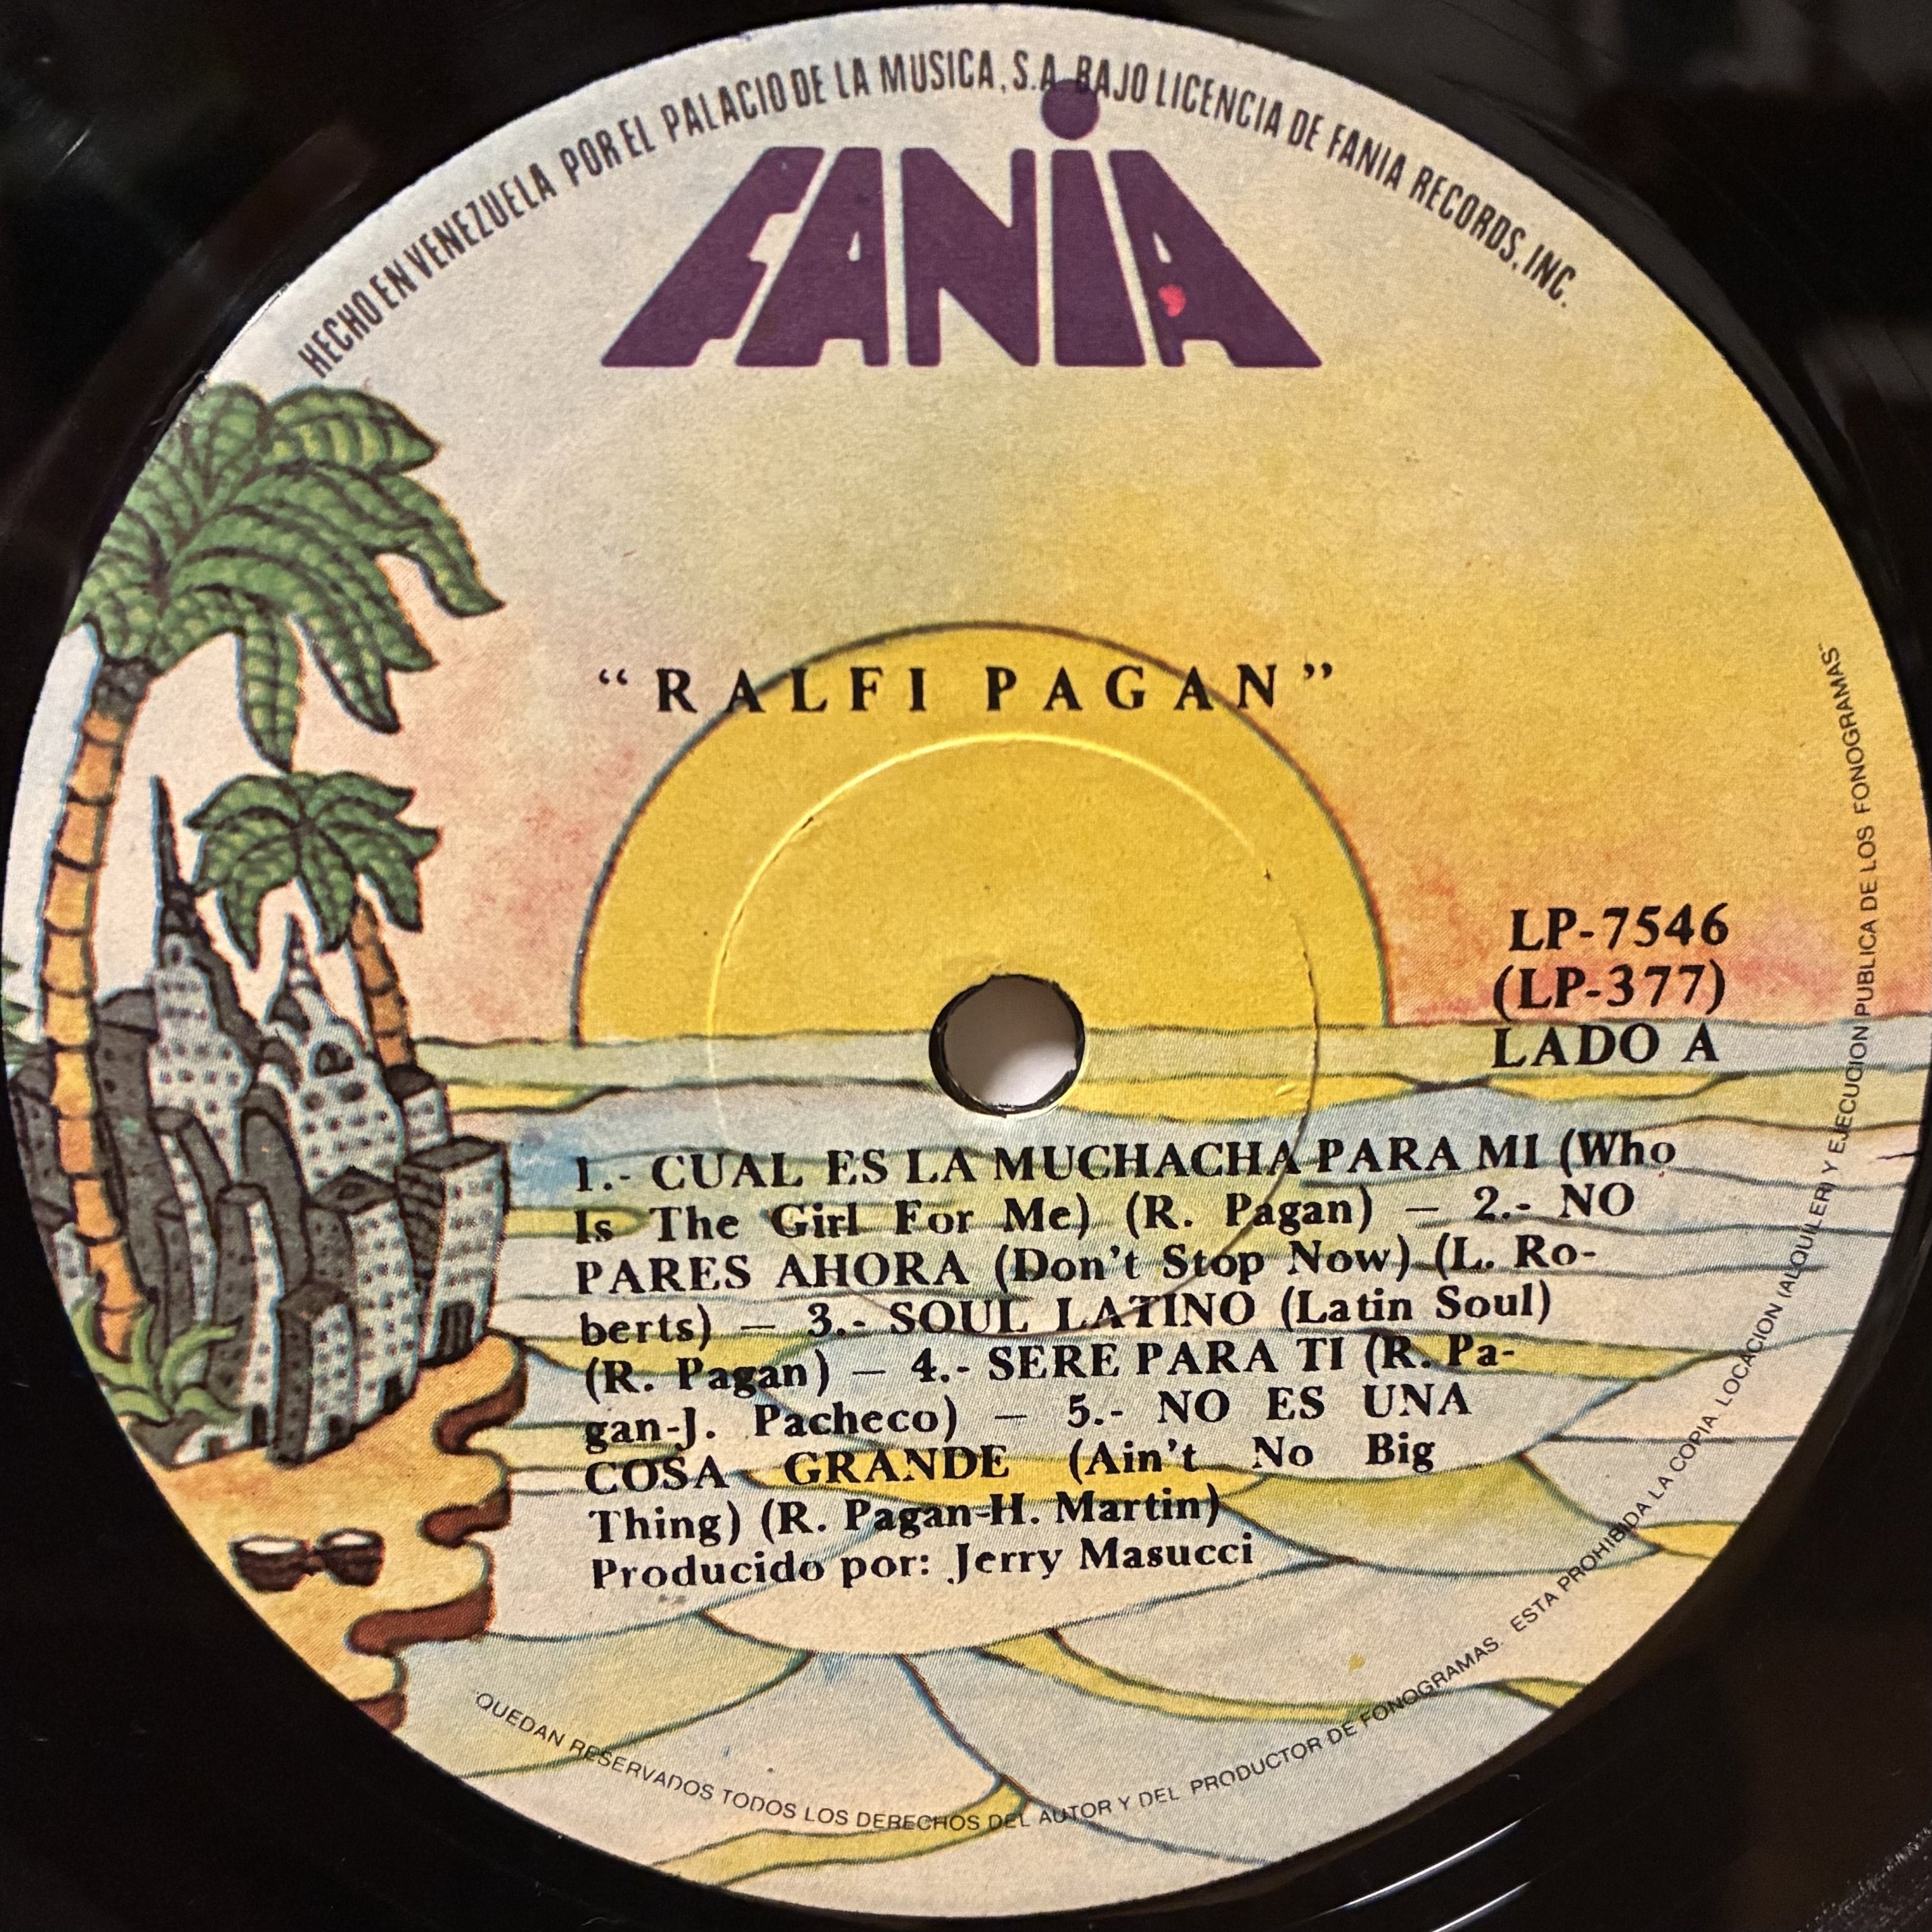 HECHO EN VENEZUELA POR EL PALACIO DE LA MUSICA, S.A. BAJO LICENCIA DE FANIA RECORDS, INC.
FANIA
“RALFI PAGAN”
LP-7546
(LP-377)
LADO A
1.- CUAL ES LA MUCHACHA PARA MI (Who
Is The Girl For Me) (R. Pagan) — 2.- NO
PARES AHORA (Don't Stop Now) (L. Ro-
berts) — 3.- SOUL LATINO (Latin Soul)
(R. Pagan) — 4.- SERE PARA TI (R. Pa-
gan-J. Pacheco) — 5.- NO ES UNA
COSA GRANDE (Ain't No Big
Thing) (R. Pagan-H. Martin)
Producido por: Jerry Masucci
"QUEDAN RESERVADOS TODOS LOS DERECHOS DEL AUTOR Y DEL PRODUCTOR DE FONOGRAMAS. ESTA PROHIBIDA LA COPIA. LOCACION (ALQUILER) Y EJECUCION PUBLICA DE LOS FONOGRAMAS"